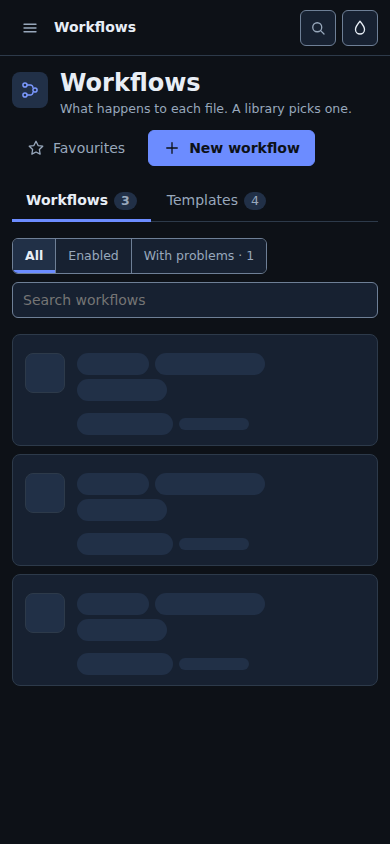 Workflows
Workflows
What happens to each file. A library picks one.
Favourites
New workflow
Workflows 3
Templates 4
All
Enabled
With problems · 1
Search workflows